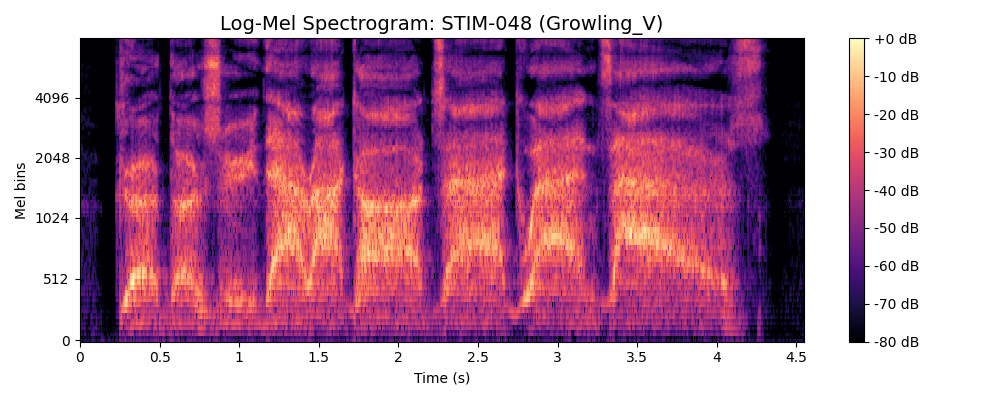 Log-Mel Spectrogram: STIM-048 (Growling_V)
+0 dB
4096
-10 dB
-20 dB
2048
-30 dB
Mel bins
-40 dB
1024
-50 dB
512
-60 dB
-70 dB
0
-80 dB
0 0.5 1 1.5 2 2.5 3 3.5 4 4.5
Time (s)